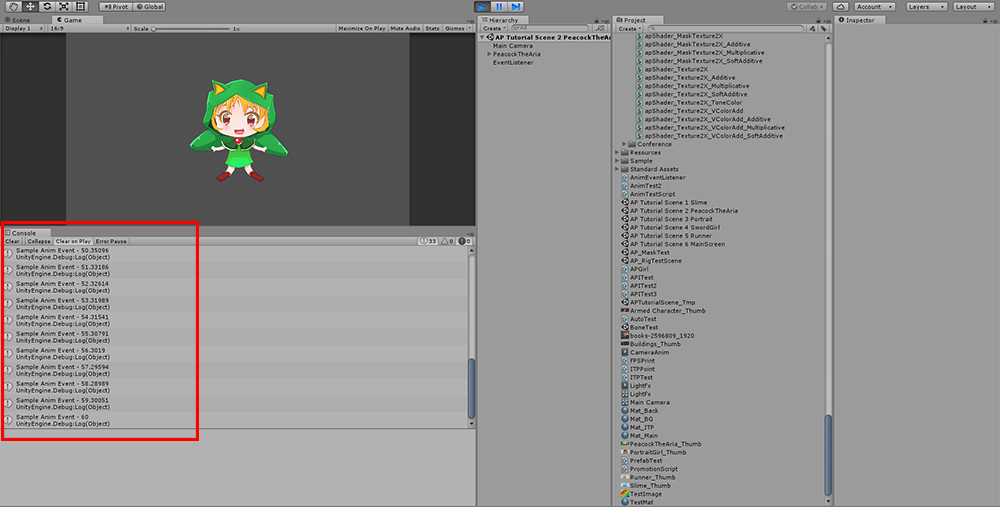 Pivot Global Collab Account Layers Layout
Scene Game
Display 1 16:9 Scale 1x Maximize On Play Mute Audio Stats Gizmos
Console
Clear Collapse Clear on Play Error Pause 33 0 0
Sample Anim Event - 50.35096
UnityEngine.Debug:Log(Object)
Sample Anim Event - 51.33186
UnityEngine.Debug:Log(Object)
Sample Anim Event - 52.32614
UnityEngine.Debug:Log(Object)
Sample Anim Event - 53.31989
UnityEngine.Debug:Log(Object)
Sample Anim Event - 54.31541
UnityEngine.Debug:Log(Object)
Sample Anim Event - 55.30791
UnityEngine.Debug:Log(Object)
Sample Anim Event - 56.3019
UnityEngine.Debug:Log(Object)
Sample Anim Event - 57.29594
UnityEngine.Debug:Log(Object)
Sample Anim Event - 58.28989
UnityEngine.Debug:Log(Object)
Sample Anim Event - 59.30051
UnityEngine.Debug:Log(Object)
Sample Anim Event - 60
UnityEngine.Debug:Log(Object)
Hierarchy
Create All
AP Tutorial Scene 2 PeacockTheAria
Main Camera
PeacockTheAria
EventListener
Project
Create
apShader_MaskTexture2X
apShader_MaskTexture2X_Additive
apShader_MaskTexture2X_Multiplicative
apShader_MaskTexture2X_SoftAdditive
apShader_Texture2X
apShader_Texture2X_Additive
apShader_Texture2X_Multiplicative
apShader_Texture2X_SoftAdditive
apShader_Texture2X_ToneColor
apShader_Texture2X_VColorAdd
apShader_Texture2X_VColorAdd_Additive
apShader_Texture2X_VColorAdd_Multiplicative
apShader_Texture2X_VColorAdd_SoftAdditive
Conference
Resources
Sample
Standard Assets
AnimEventListener
AnimTest2
AnimTestScript
AP Tutorial Scene 1 Slime
AP Tutorial Scene 2 PeacockTheAria
AP Tutorial Scene 3 Portrait
AP Tutorial Scene 4 SwordGirl
AP Tutorial Scene 5 Runner
AP Tutorial Scene 6 MainScreen
AP_MaskTest
AP_RigTestScene
APGirl
APITest
APITest2
APITest3
APTutorialScene_Tmp
Armed Character_Thumb
AutoTest
BoneTest
books-2596809_1920
Buildings_Thumb
CameraAnim
FPSPrint
ITPPoint
ITPTest
LightFx
LightFx
Main Camera
Mat_Back
Mat_BG
Mat_ITP
Mat_Main
PeacockTheAria_Thumb
PortraitGirl_Thumb
PrefabTest
PromotionScript
Runner_Thumb
Slime_Thumb
TestImage
TestMat
Inspector